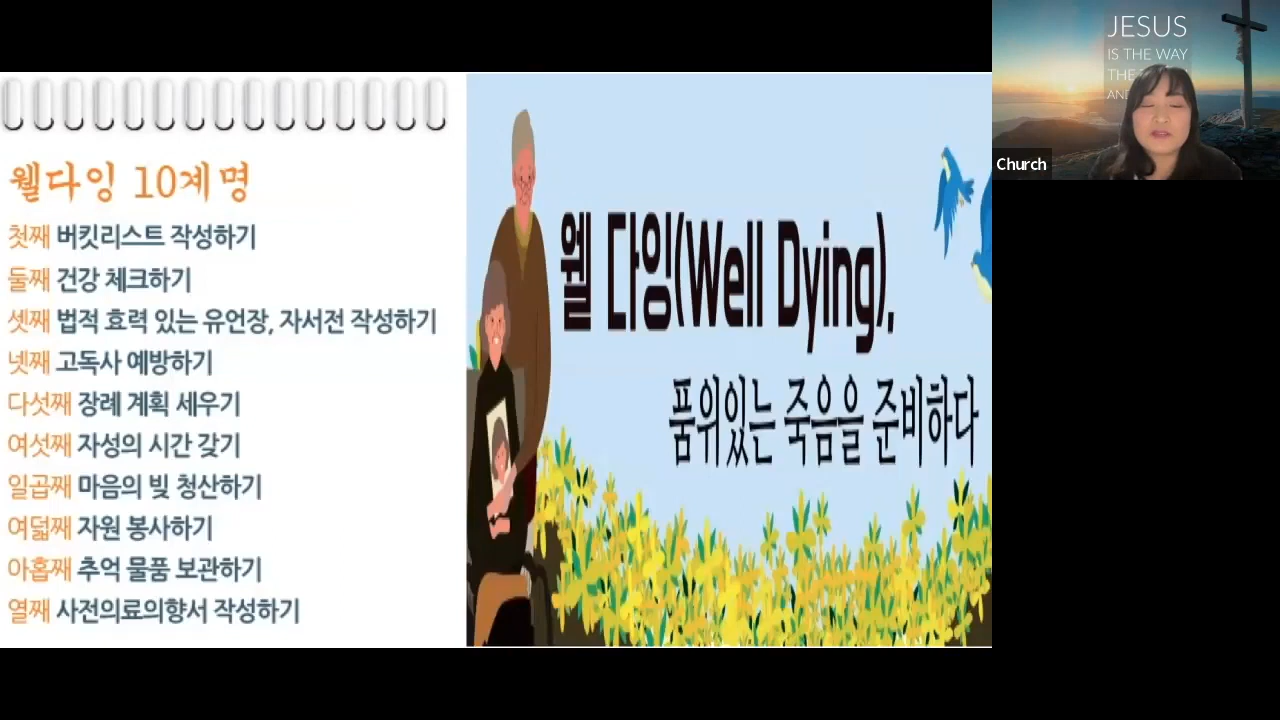 웰다잉 10계명
첫째 버킷리스트 작성하기
둘째 건강 체크하기
셋째 법적 효력 있는 유언장, 자서전 작성하기
넷째 고독사 예방하기
다섯째 장례 계획 세우기
여섯째 자성의 시간 갖기
일곱째 마음의 빚 청산하기
여덟째 자원 봉사하기
아홉째 추억 물품 보관하기
열째 사전의료의향서 작성하기
웰 다잉(Well Dying),
품위있는 죽음을 준비하다
JESUS
IS THE WAY
THE
Church